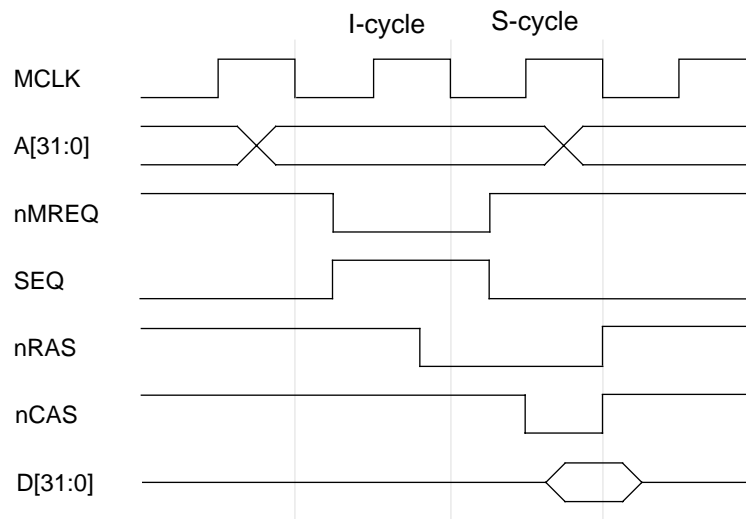 I-cycle S-cycle
MCLK
A[31:0]
nMREQ
SEQ
nRAS
nCAS
D[31:0]